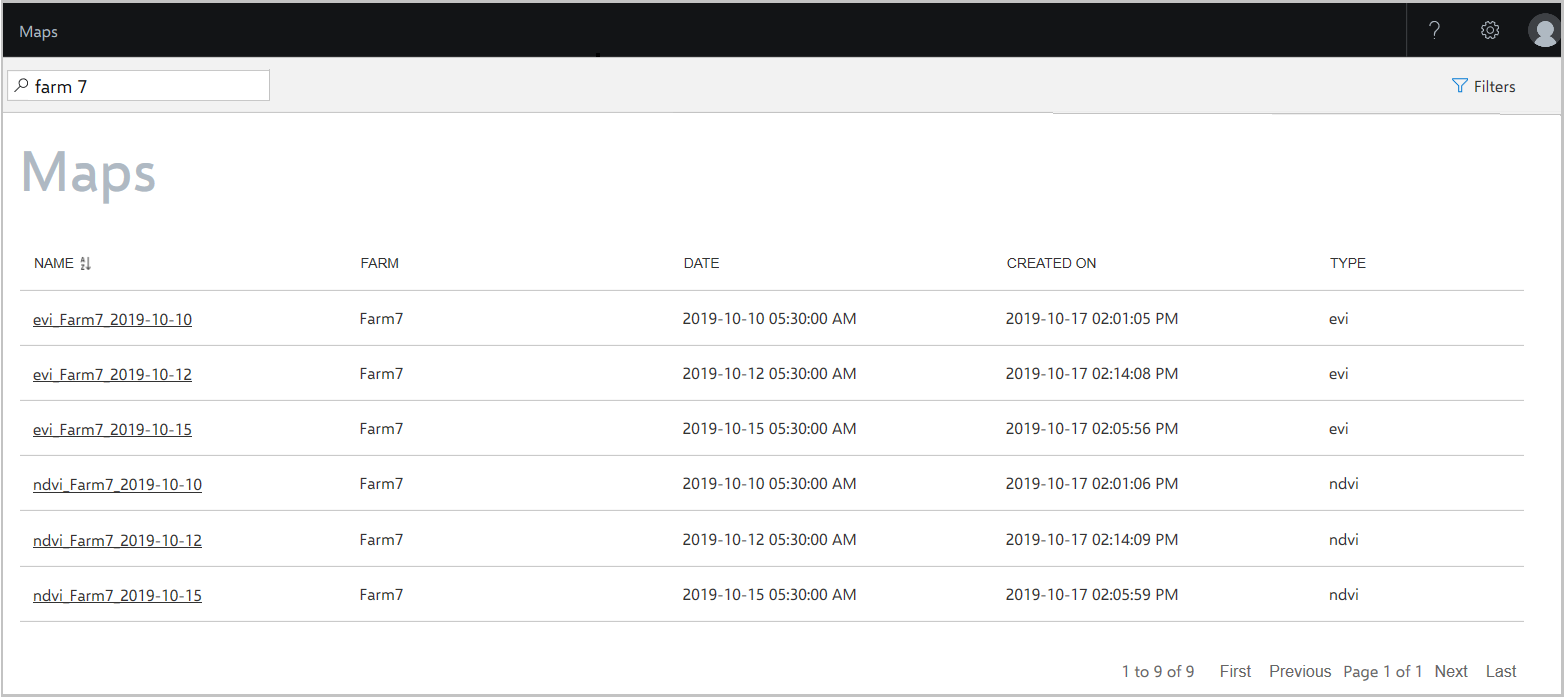 Maps
?
farm 7
Filters
Maps
NAME FARM DATE CREATED ON TYPE
evi_Farm7_2019-10-10 Farm7 2019-10-10 05:30:00 AM 2019-10-17 02:01:05 PM evi
evi_Farm7_2019-10-12 Farm7 2019-10-12 05:30:00 AM 2019-10-17 02:14:08 PM evi
evi_Farm7_2019-10-15 Farm7 2019-10-15 05:30:00 AM 2019-10-17 02:05:56 PM evi
ndvi_Farm7_2019-10-10 Farm7 2019-10-10 05:30:00 AM 2019-10-17 02:01:06 PM ndvi
ndvi_Farm7_2019-10-12 Farm7 2019-10-12 05:30:00 AM 2019-10-17 02:14:09 PM ndvi
ndvi_Farm7_2019-10-15 Farm7 2019-10-15 05:30:00 AM 2019-10-17 02:05:59 PM ndvi
1 to 9 of 9 First Previous Page 1 of 1 Next Last